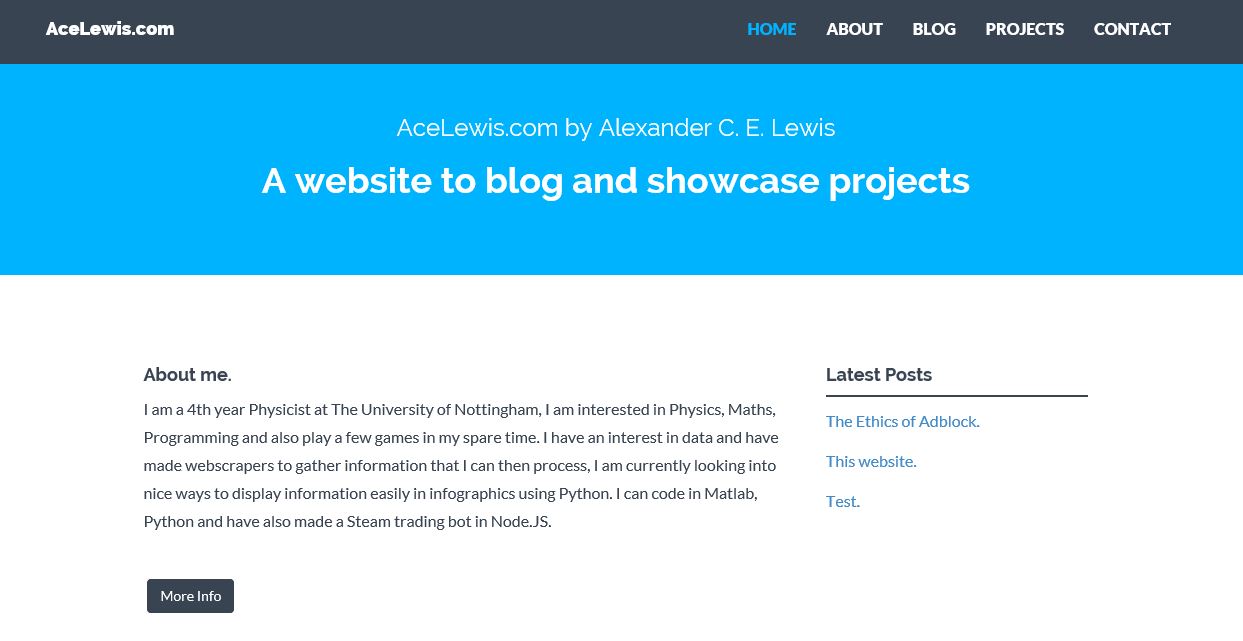 AceLewis.com
HOME ABOUT BLOG PROJECTS CONTACT
AceLewis.com by Alexander C. E. Lewis
A website to blog and showcase projects
About me.
I am a 4th year Physicist at The University of Nottingham, I am interested in Physics, Maths,
Programming and also play a few games in my spare time. I have an interest in data and have
made webscrapers to gather information that I can then process, I am currently looking into
nice ways to display information easily in infographics using Python. I can code in Matlab,
Python and have also made a Steam trading bot in Node.JS.
More Info
Latest Posts
The Ethics of Adblock.
This website.
Test.